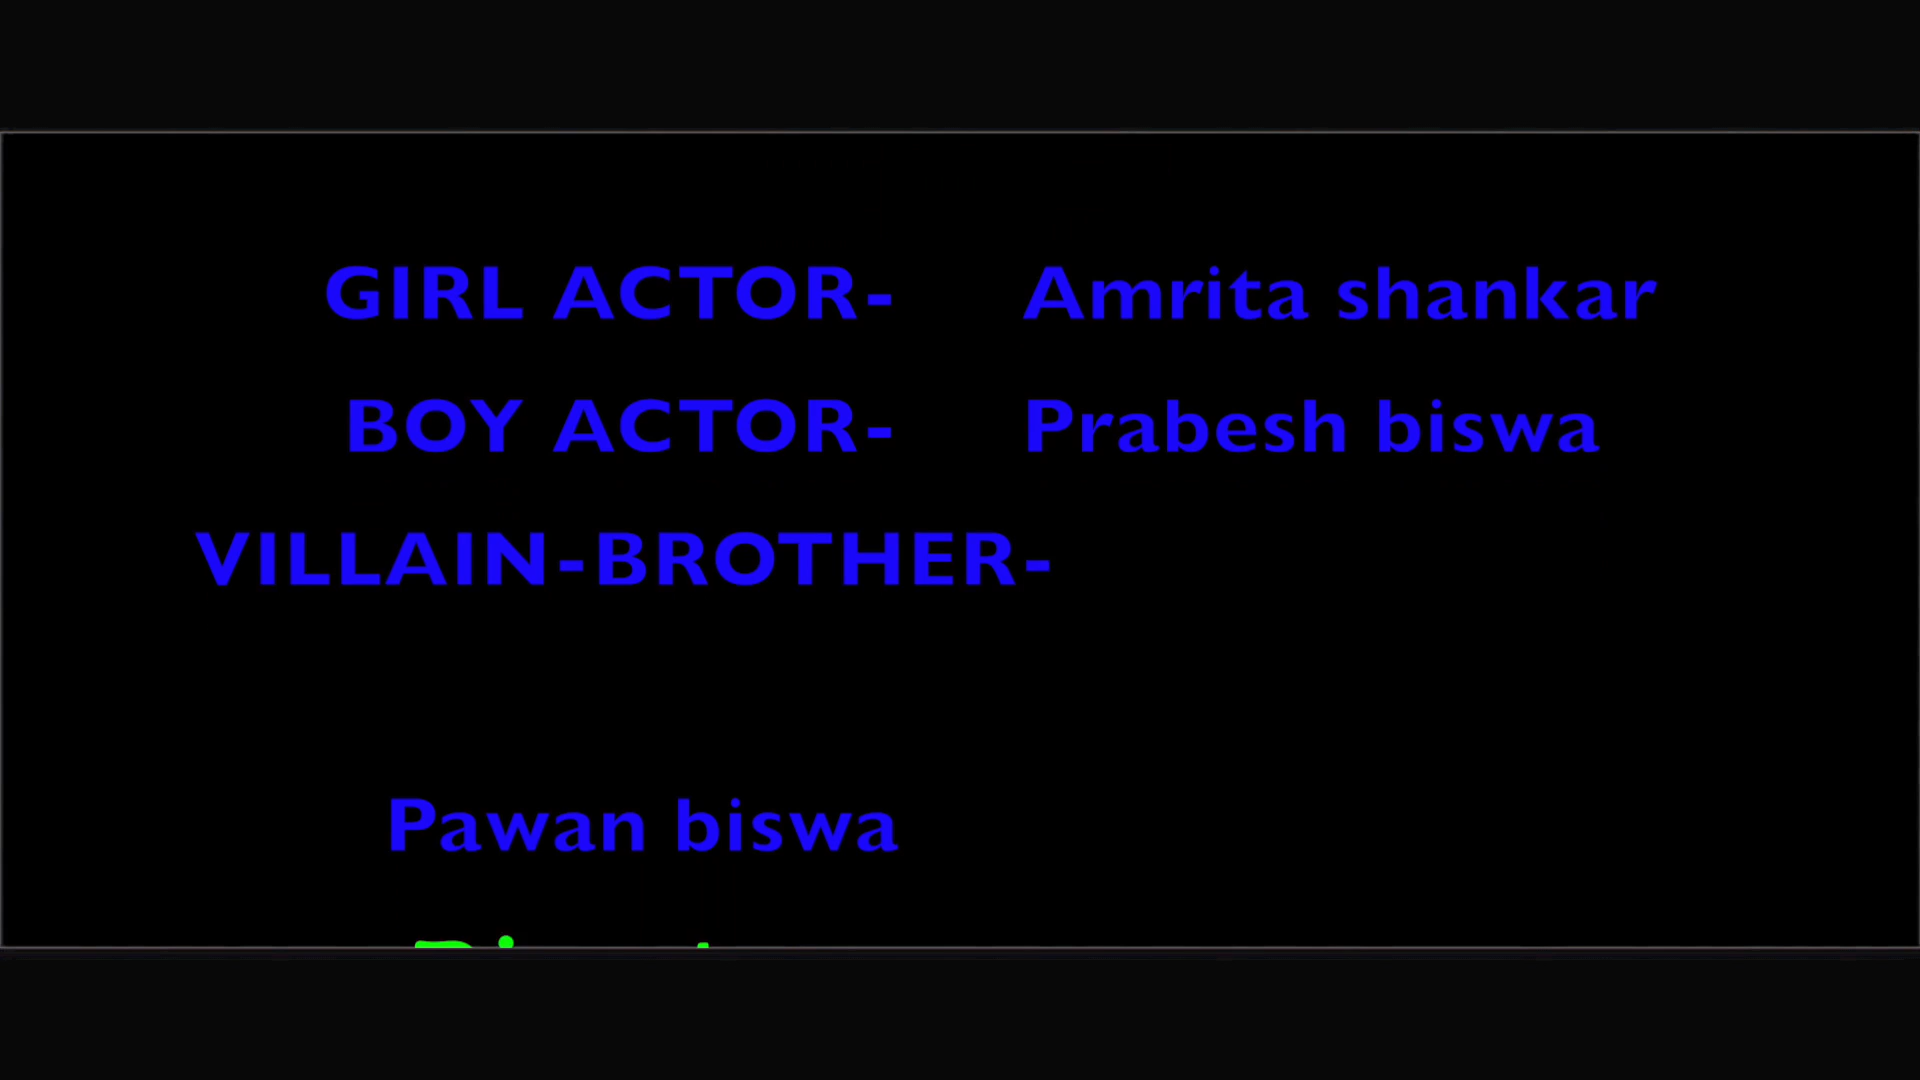 GIRL ACTOR- Amrita shankar
BOY ACTOR- Prabesh biswa
VILLAIN-BROTHER-
Pawan biswa